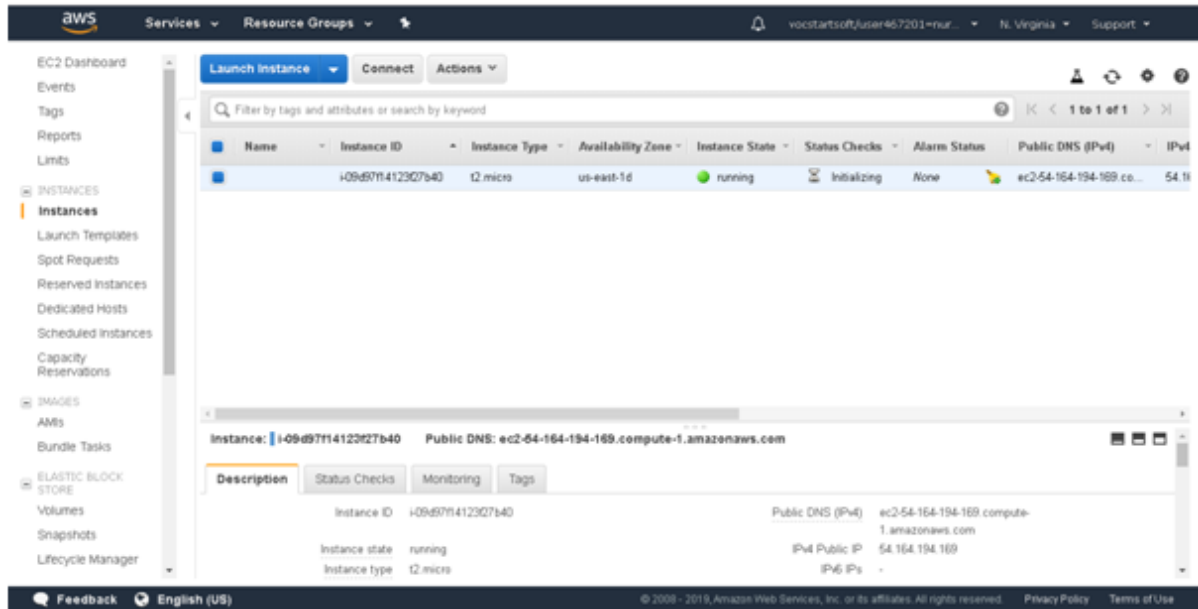 aws Services Resource Groups vocstartsoft/user467201=nur... N. Virginia Support
EC2 Dashboard
Events
Tags
Reports
Limits
INSTANCES
Instances
Launch Templates
Spot Requests
Reserved Instances
Dedicated Hosts
Scheduled Instances
Capacity
Reservations
IMAGES
AMIs
Bundle Tasks
ELASTIC BLOCK
STORE
Volumes
Snapshots
Lifecycle Manager
Launch Instance Connect Actions
Filter by tags and attributes or search by keyword 1 to 1 of 1
Name Instance ID Instance Type Availability Zone Instance State Status Checks Alarm Status Public DNS (IPv4) IPv4
t2.micro us-east-1d running Initializing None ec2-54-164-194-169.co... 54.1
Instance: Public DNS: ec2-54-164-194-169.compute-1.amazonaws.com
Description Status Checks Monitoring Tags
Instance ID
Public DNS (IPv4) ec2-54-164-194-169.compute-
1.amazonaws.com
Instance state running
IPv4 Public IP 54.164.194.169
Instance type t2.micro
IPv6 IPs -
Feedback English (US) © 2008 - 2019, Amazon Web Services, Inc. or its affiliates. All rights reserved. Privacy Policy Terms of Use